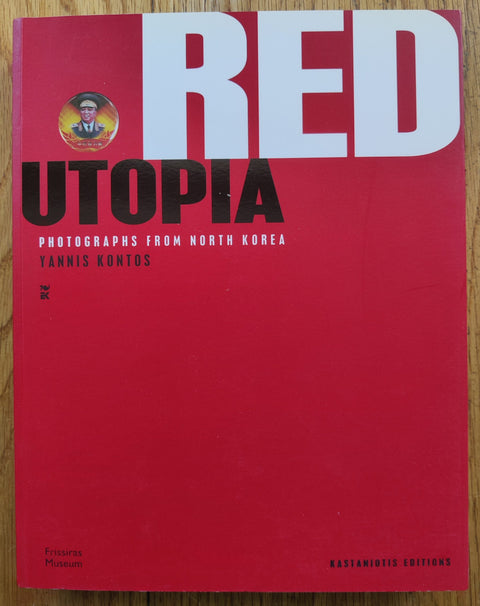 RED
UTOPIA
PHOTOGRAPHS FROM NORTH KOREA
YANNIS KONTOS
Frissiras
Museum
KASTANIOTIS EDITIONS